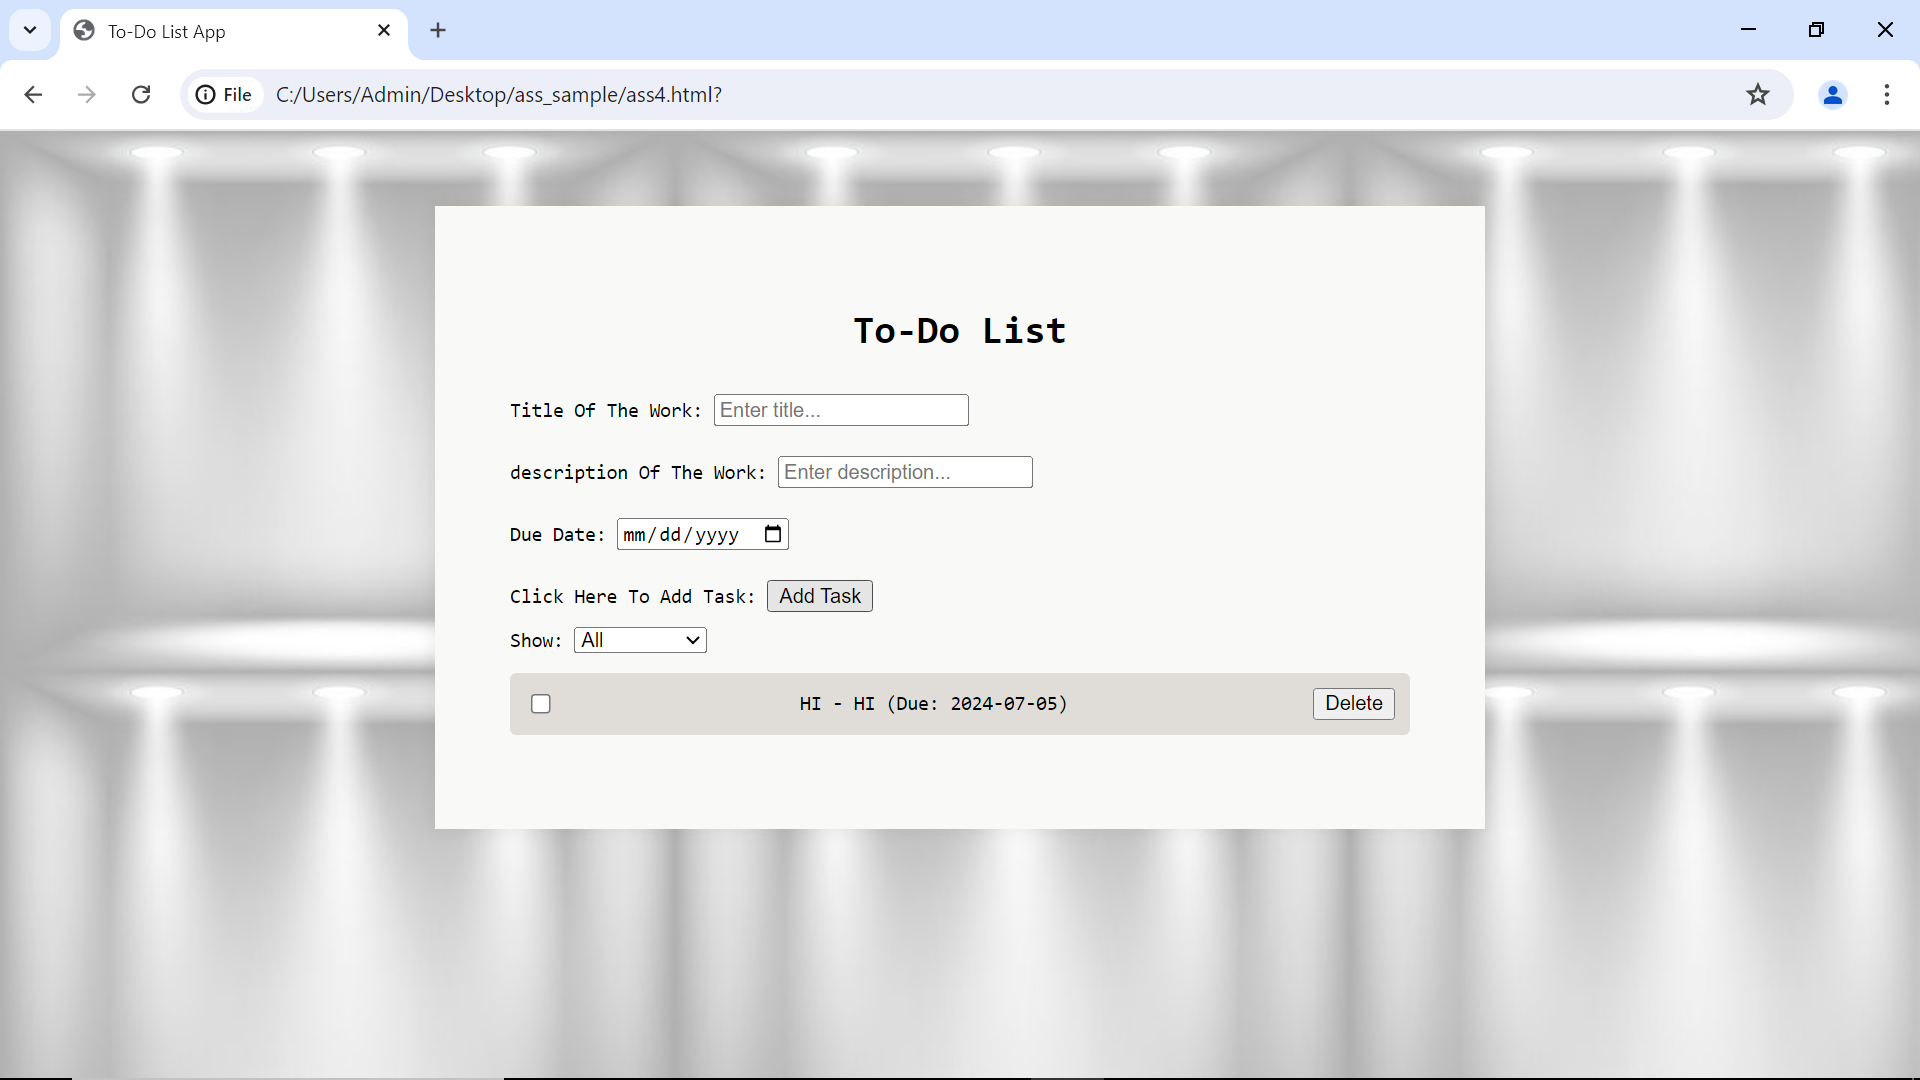 To-Do List App
File C:/Users/Admin/Desktop/ass_sample/ass4.html?
To-Do List
Title Of The Work: Enter title...
description Of The Work: Enter description...
Due Date: mm/dd/yyyy
Click Here To Add Task: Add Task
Show: All
HI - HI (Due: 2024-07-05) Delete